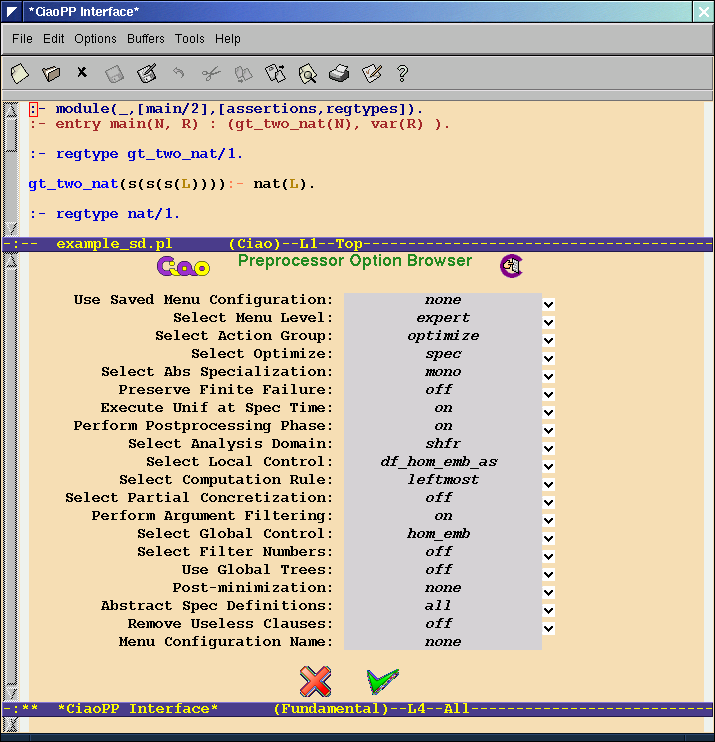 *CiaoPP Interface*
File Edit Options Buffers Tools Help
:- module(_,[main/2],[assertions,regtypes]).
:- entry main(N, R) : (gt_two_nat(N), var(R) ).
:- regtype gt_two_nat/1.
gt_two_nat(s(s(s(L)))):- nat(L).
:- regtype nat/1.
-:-- example_sd.pl (Ciao)--L1--Top----------------------------------------
Ciao Preprocessor Option Browser
Use Saved Menu Configuration: none
Select Menu Level: expert
Select Action Group: optimize
Select Optimize: spec
Select Abs Specialization: mono
Preserve Finite Failure: off
Execute Unif at Spec Time: on
Perform Postprocessing Phase: on
Select Analysis Domain: shfr
Select Local Control: df_hom_emb_as
Select Computation Rule: leftmost
Select Partial Concretization: off
Perform Argument Filtering: on
Select Global Control: hom_emb
Select Filter Numbers: off
Use Global Trees: off
Post-minimization: none
Abstract Spec Definitions: all
Remove Useless Clauses: off
Menu Configuration Name: none
-:** *CiaoPP Interface* (Fundamental)--L4--All----------------------------